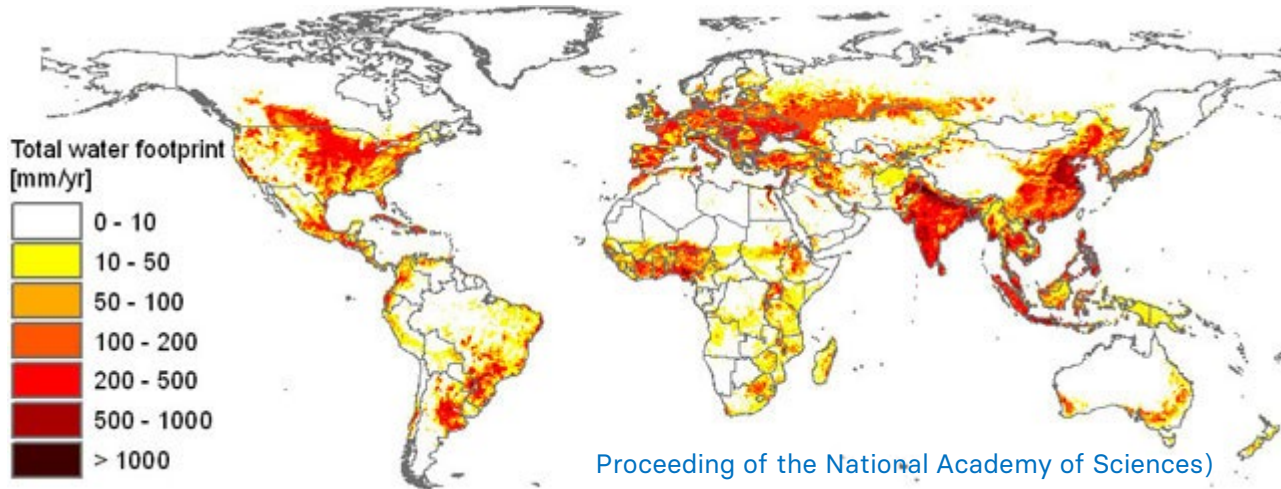 Total water footprint
[mm/yr]
0 - 10
10 - 50
50 - 100
100 - 200
200 - 500
500 - 1000
> 1000
Proceeding of the National Academy of Sciences)